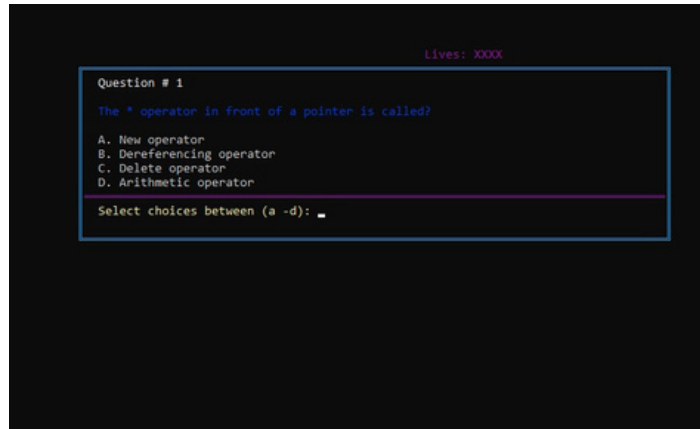 Lives: XXXX
Question # 1
The * operator in front of a pointer is called?
A. New operator
B. Dereferencing operator
C. Delete operator
D. Arithmetic operator
Select choices between (a -d):